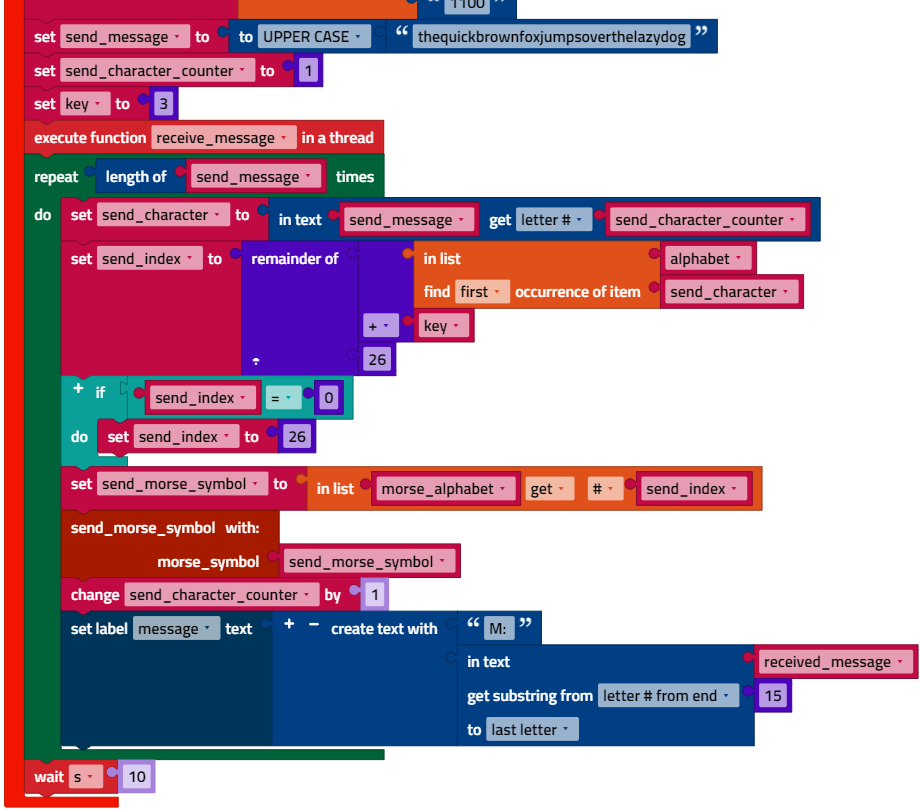 “ 1100 ”
set send_message to to UPPER CASE “ thequickbrownfoxjumpsoverthelazydog ”
set send_character_counter to 1
set key to 3
execute function receive_message in a thread
repeat length of send_message times
do set send_character to in text send_message get letter # send_character_counter
set send_index to remainder of in list alphabet
find first occurrence of item send_character
+ key
÷ 26
+ if send_index = 0
do set send_index to 26
set send_morse_symbol to in list morse_alphabet get # send_index
send_morse_symbol with:
morse_symbol send_morse_symbol
change send_character_counter by 1
set label message text + − create text with “ M: ”
in text received_message
get substring from letter # from end 15
to last letter
wait s 10